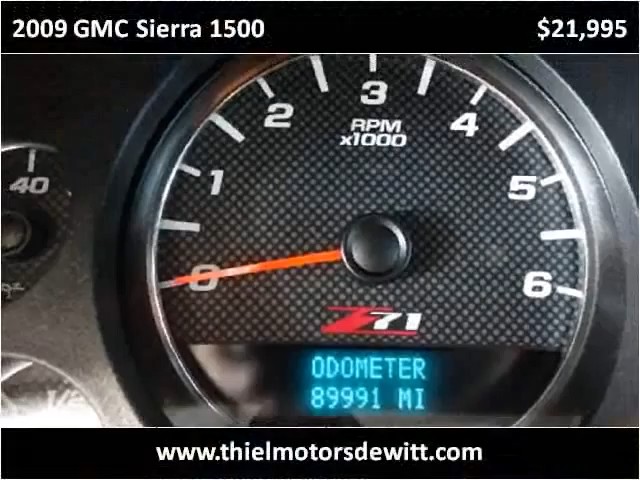 2009 GMC Sierra 1500 $21,995
3
2 4
RPM
x1000
40
1 5
0 6
Z71
ODOMETER
89991 MI
www.thielmotorsdewitt.com